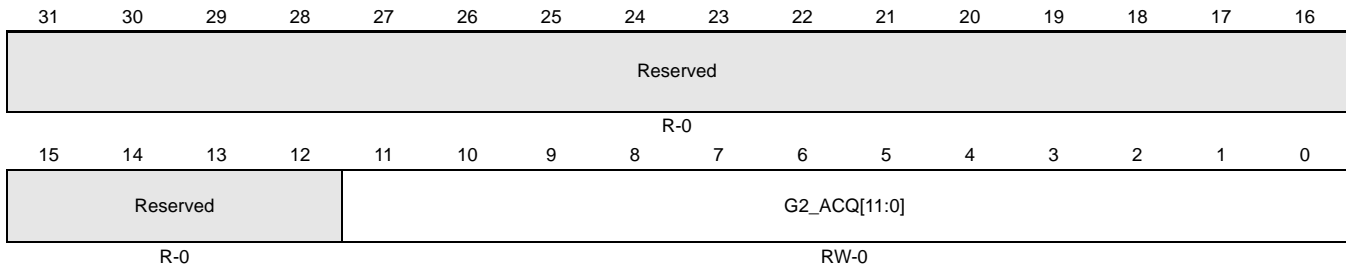 31 30 29 28 27 26 25 24 23 22 21 20 19 18 17 16
Reserved
R-0
15 14 13 12 11 10 9 8 7 6 5 4 3 2 1 0
Reserved G2_ACQ[11:0]
R-0 RW-0